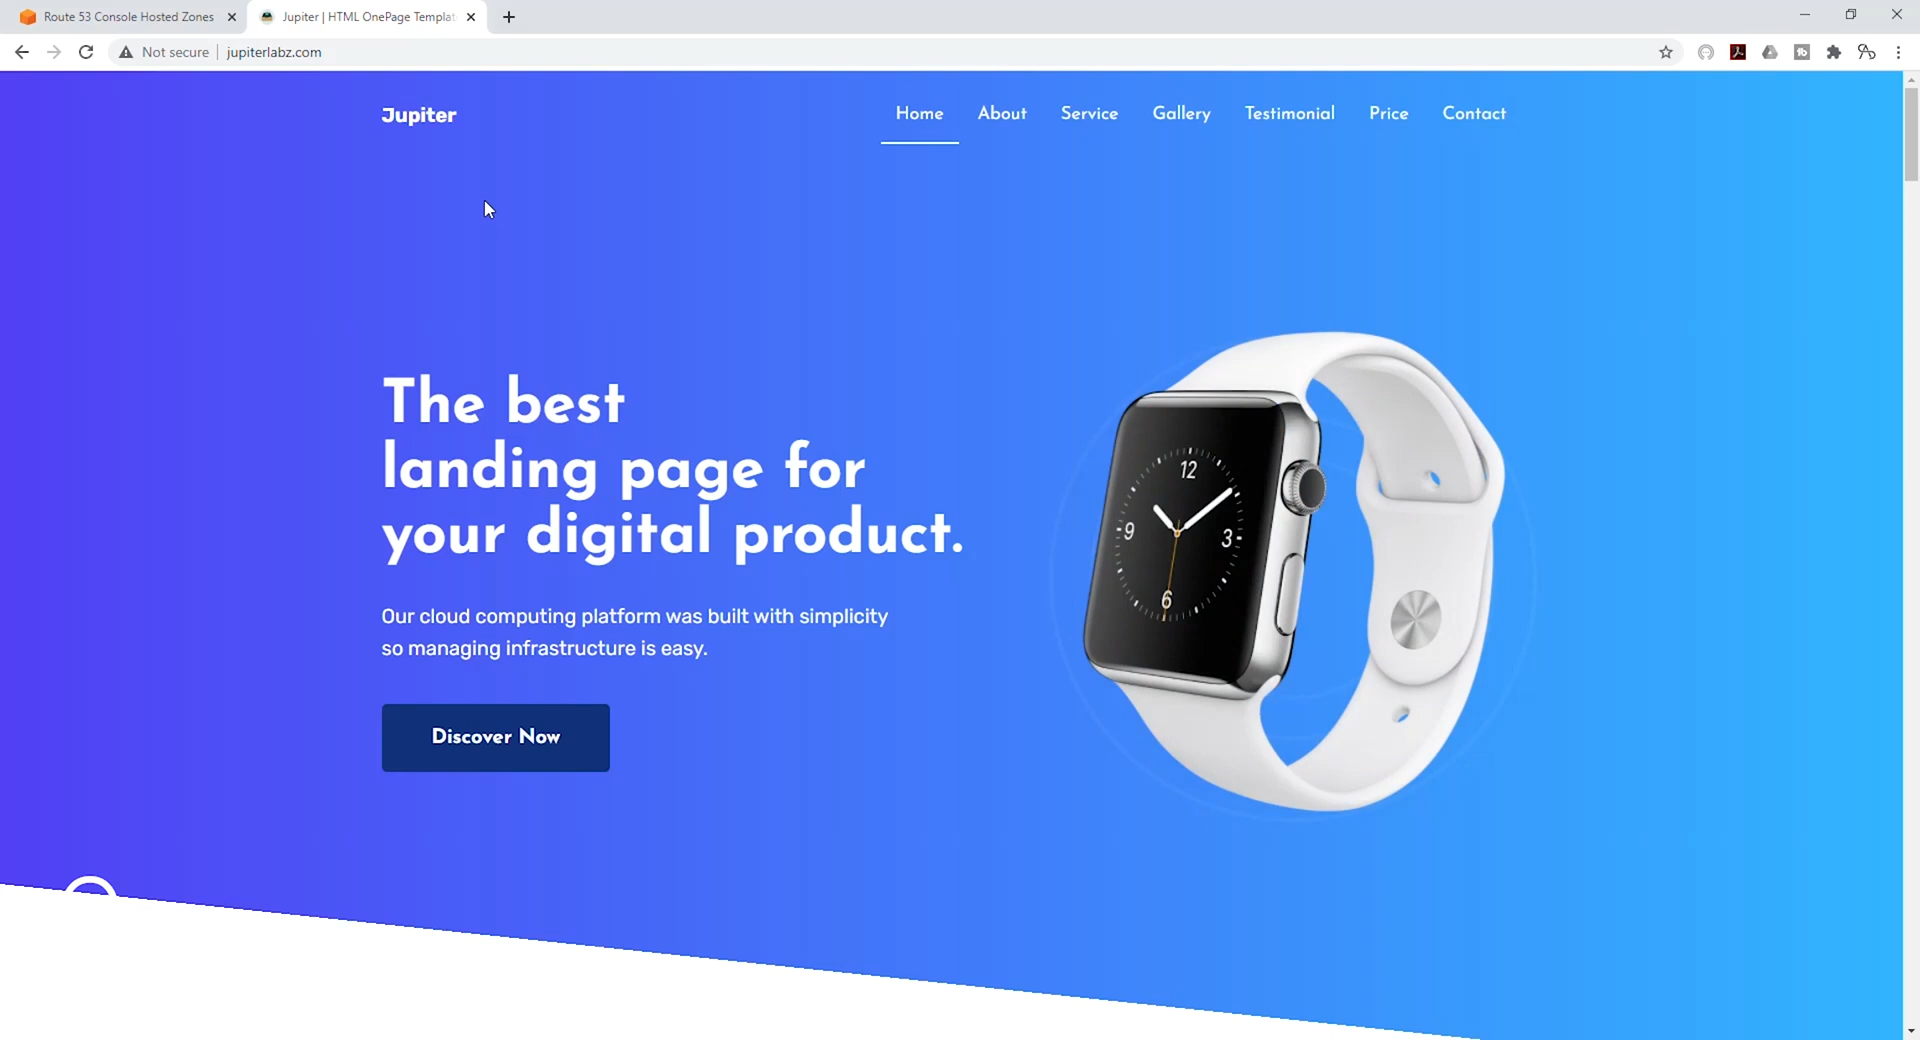 Route 53 Console Hosted Zones
Jupiter | HTML OnePage Templat
Not secure
jupiterlabz.com
Jupiter
Home
About
Service
Gallery
Testimonial
Price
Contact
The best
landing page for
your digital product.
Our cloud computing platform was built with simplicity
so managing infrastructure is easy.
Discover Now
12
9
3
6